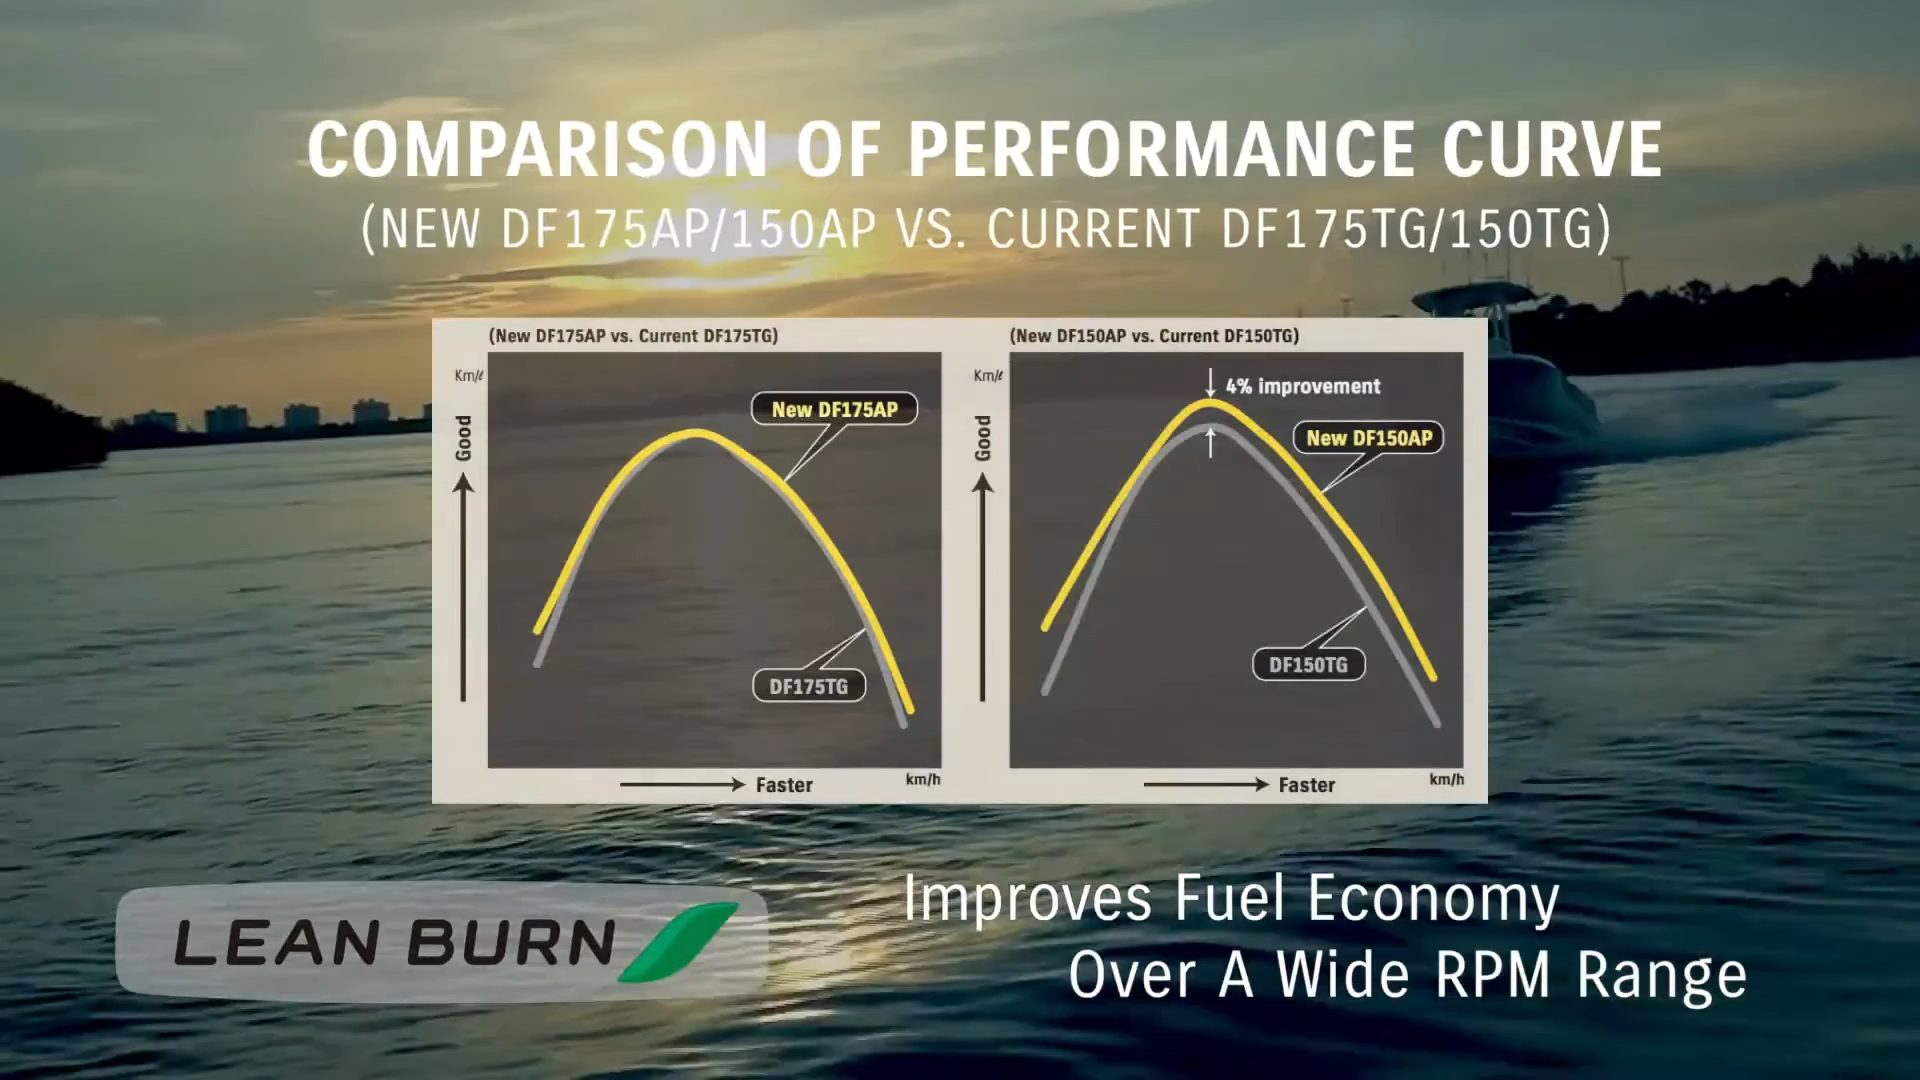 COMPARISON OF PERFORMANCE CURVE
(NEW DF175AP/150AP VS. CURRENT DF175TG/150TG)
(New DF175AP vs. Current DF175TG)
Km/ℓ
Good
New DF175AP
DF175TG
Faster
km/h
(New DF150AP vs. Current DF150TG)
Km/ℓ
Good
4% improvement
New DF150AP
DF150TG
Faster
km/h
LEAN BURN
Improves Fuel Economy
Over A Wide RPM Range